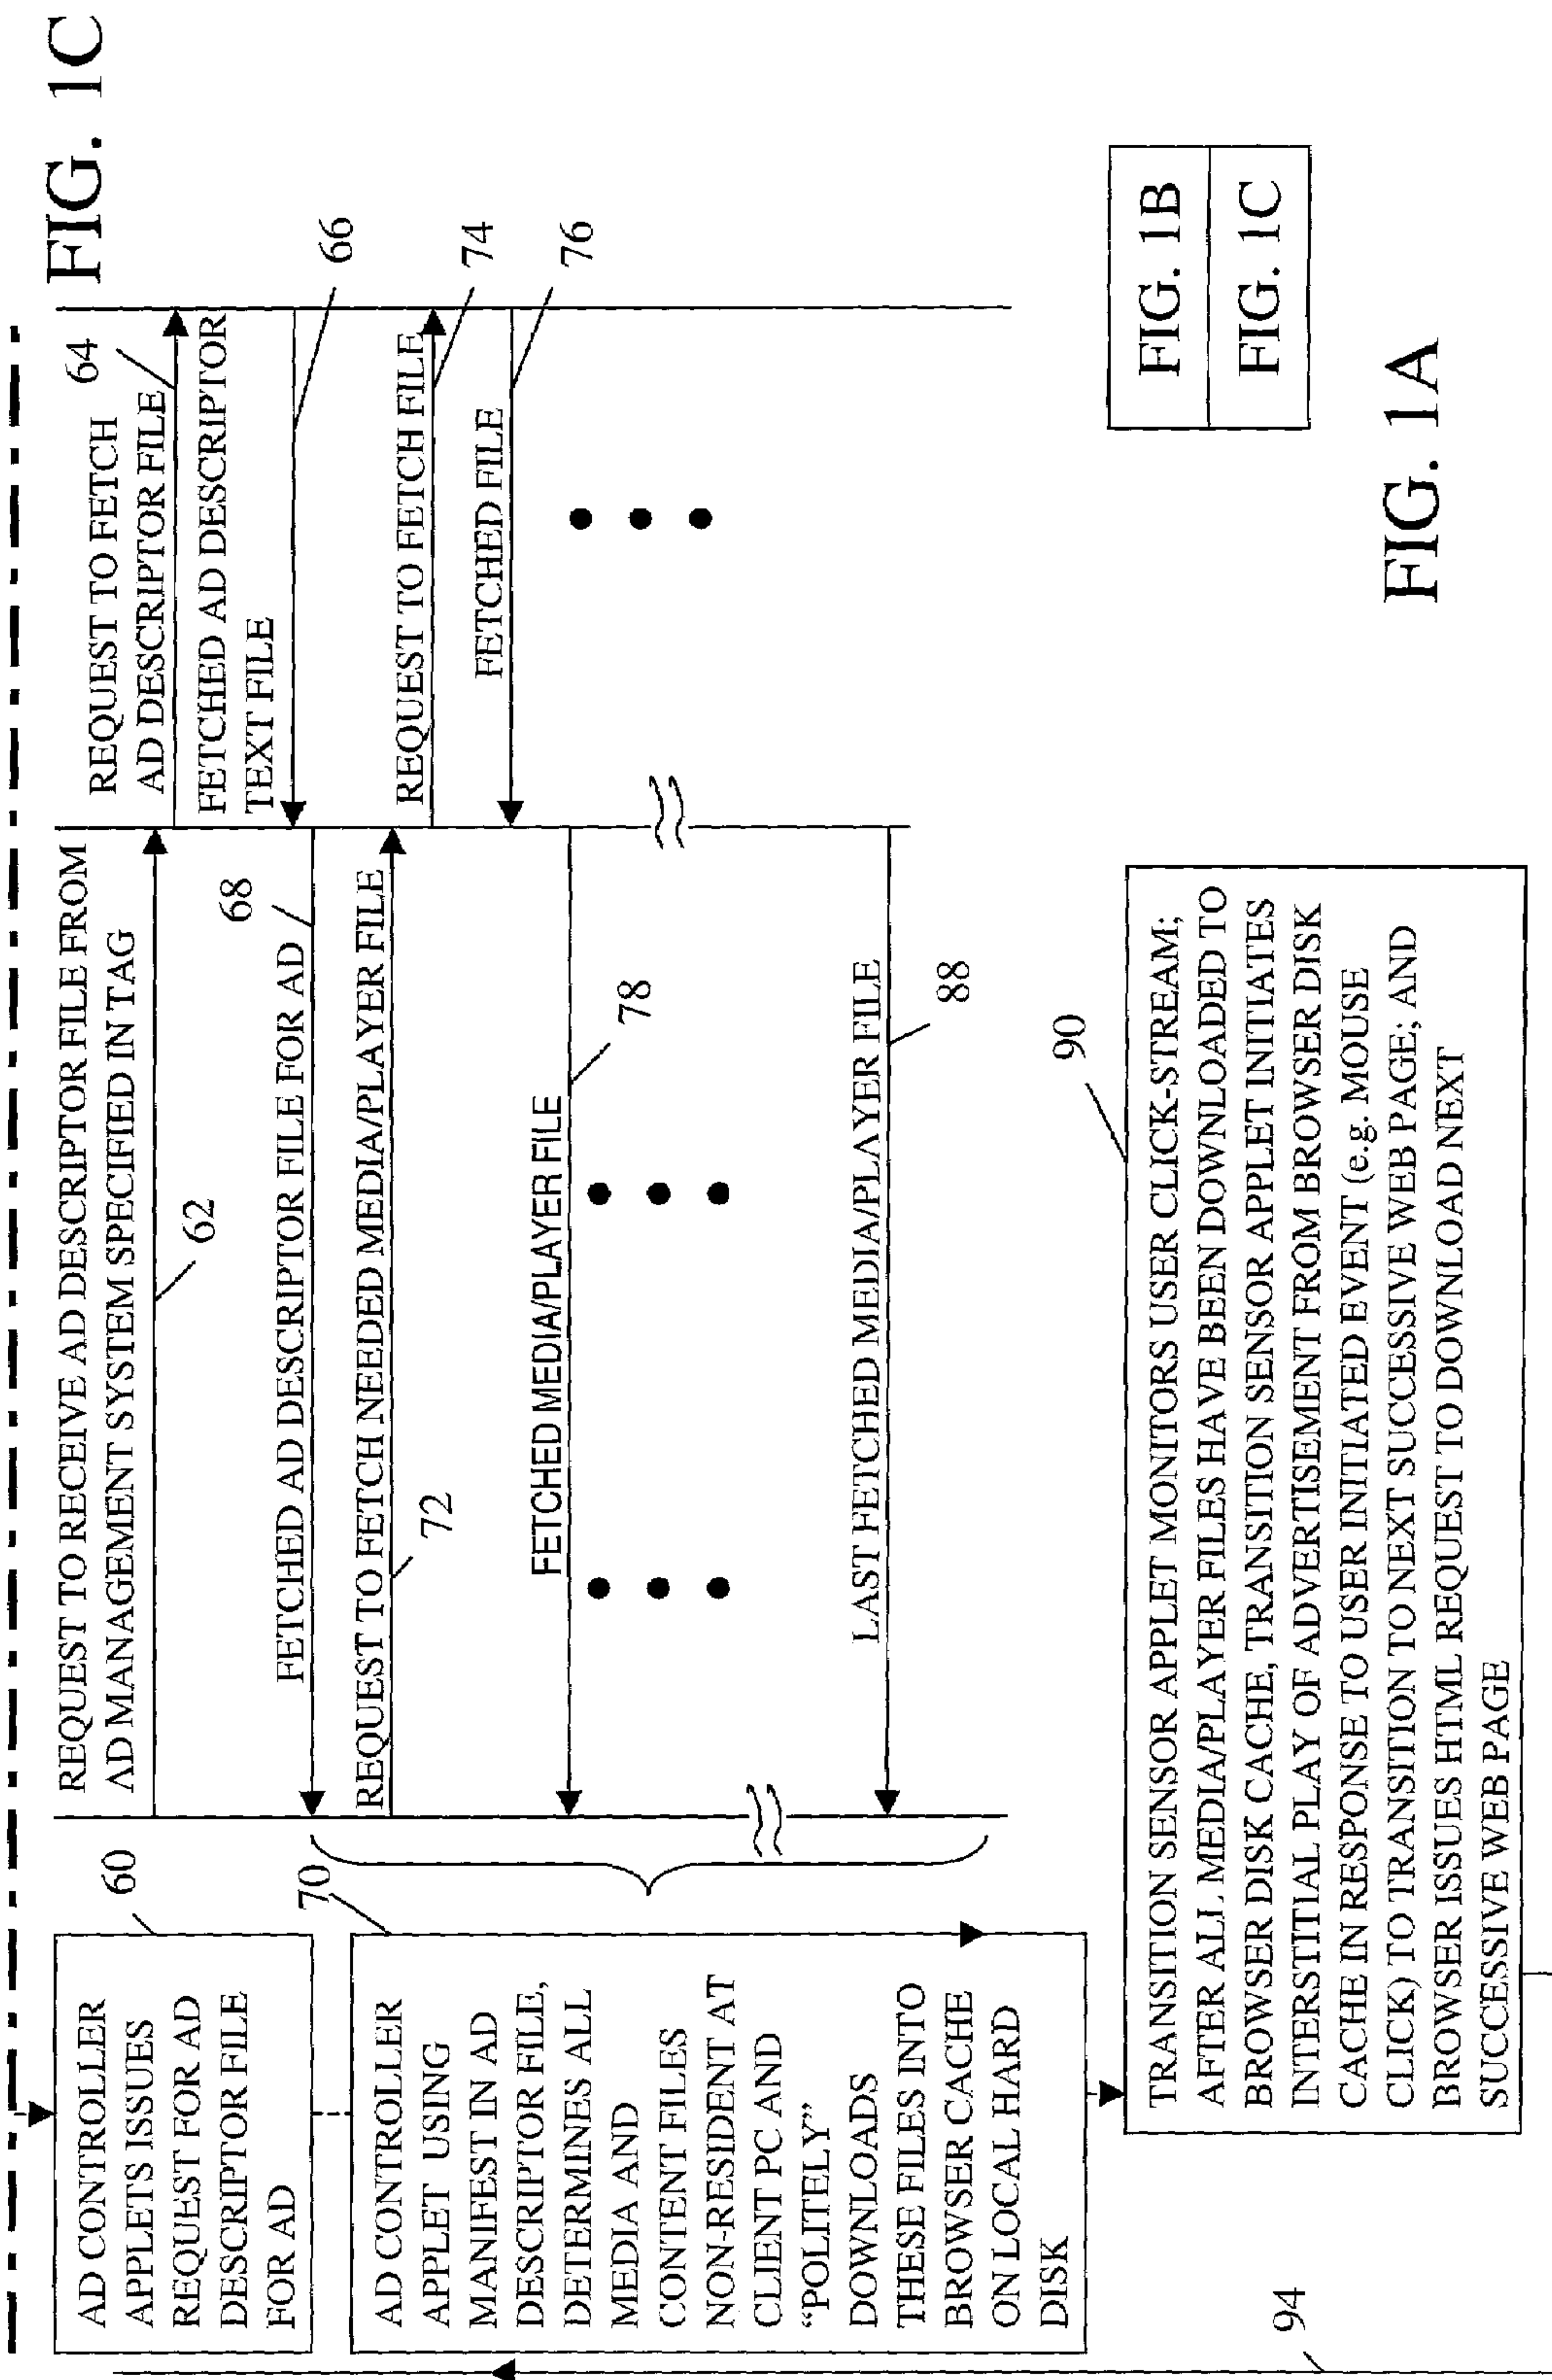 FIG. 1C
REQUEST TO RECEIVE AD DESCRIPTOR FILE FROM
AD MANAGEMENT SYSTEM SPECIFIED IN TAG
62
REQUEST TO FETCH
AD DESCRIPTOR FILE
64
FETCHED AD DESCRIPTOR
TEXT FILE
66
60
AD CONTROLLER
APPLETS ISSUES
REQUEST FOR AD
DESCRIPTOR FILE
FOR AD
FETCHED AD DESCRIPTOR FILE FOR AD
68
REQUEST TO FETCH NEEDED MEDIA/PLAYER FILE
72
REQUEST TO FETCH FILE
74
FETCHED FILE
76
70
AD CONTROLLER
APPLET USING
MANIFEST IN AD
DESCRIPTOR FILE,
DETERMINES ALL
MEDIA AND
CONTENT FILES
NON-RESIDENT AT
CLIENT PC AND
“POLITELY”
DOWNLOADS
THESE FILES INTO
BROWSER CACHE
ON LOCAL HARD
DISK
FETCHED MEDIA/PLAYER FILE
78
LAST FETCHED MEDIA/PLAYER FILE
88
90
TRANSITION SENSOR APPLET MONITORS USER CLICK-STREAM;
AFTER ALL MEDIA/PLAYER FILES HAVE BEEN DOWNLOADED TO
BROWSER DISK CACHE, TRANSITION SENSOR APPLET INITIATES
INTERSTITIAL PLAY OF ADVERTISEMENT FROM BROWSER DISK
CACHE IN RESPONSE TO USER INITIATED EVENT (e.g. MOUSE
CLICK) TO TRANSITION TO NEXT SUCCESSIVE WEB PAGE; AND
BROWSER ISSUES HTML REQUEST TO DOWNLOAD NEXT
SUCCESSIVE WEB PAGE
94
FIG. 1B
FIG. 1C
FIG. 1A